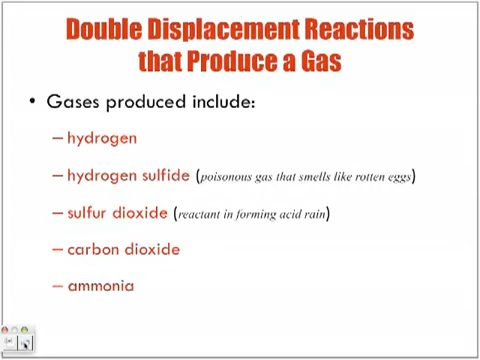 Double Displacement Reactions
that Produce a Gas
• Gases produced include:
– hydrogen
– hydrogen sulfide (poisonous gas that smells like rotten eggs)
– sulfur dioxide (reactant in forming acid rain)
– carbon dioxide
– ammonia